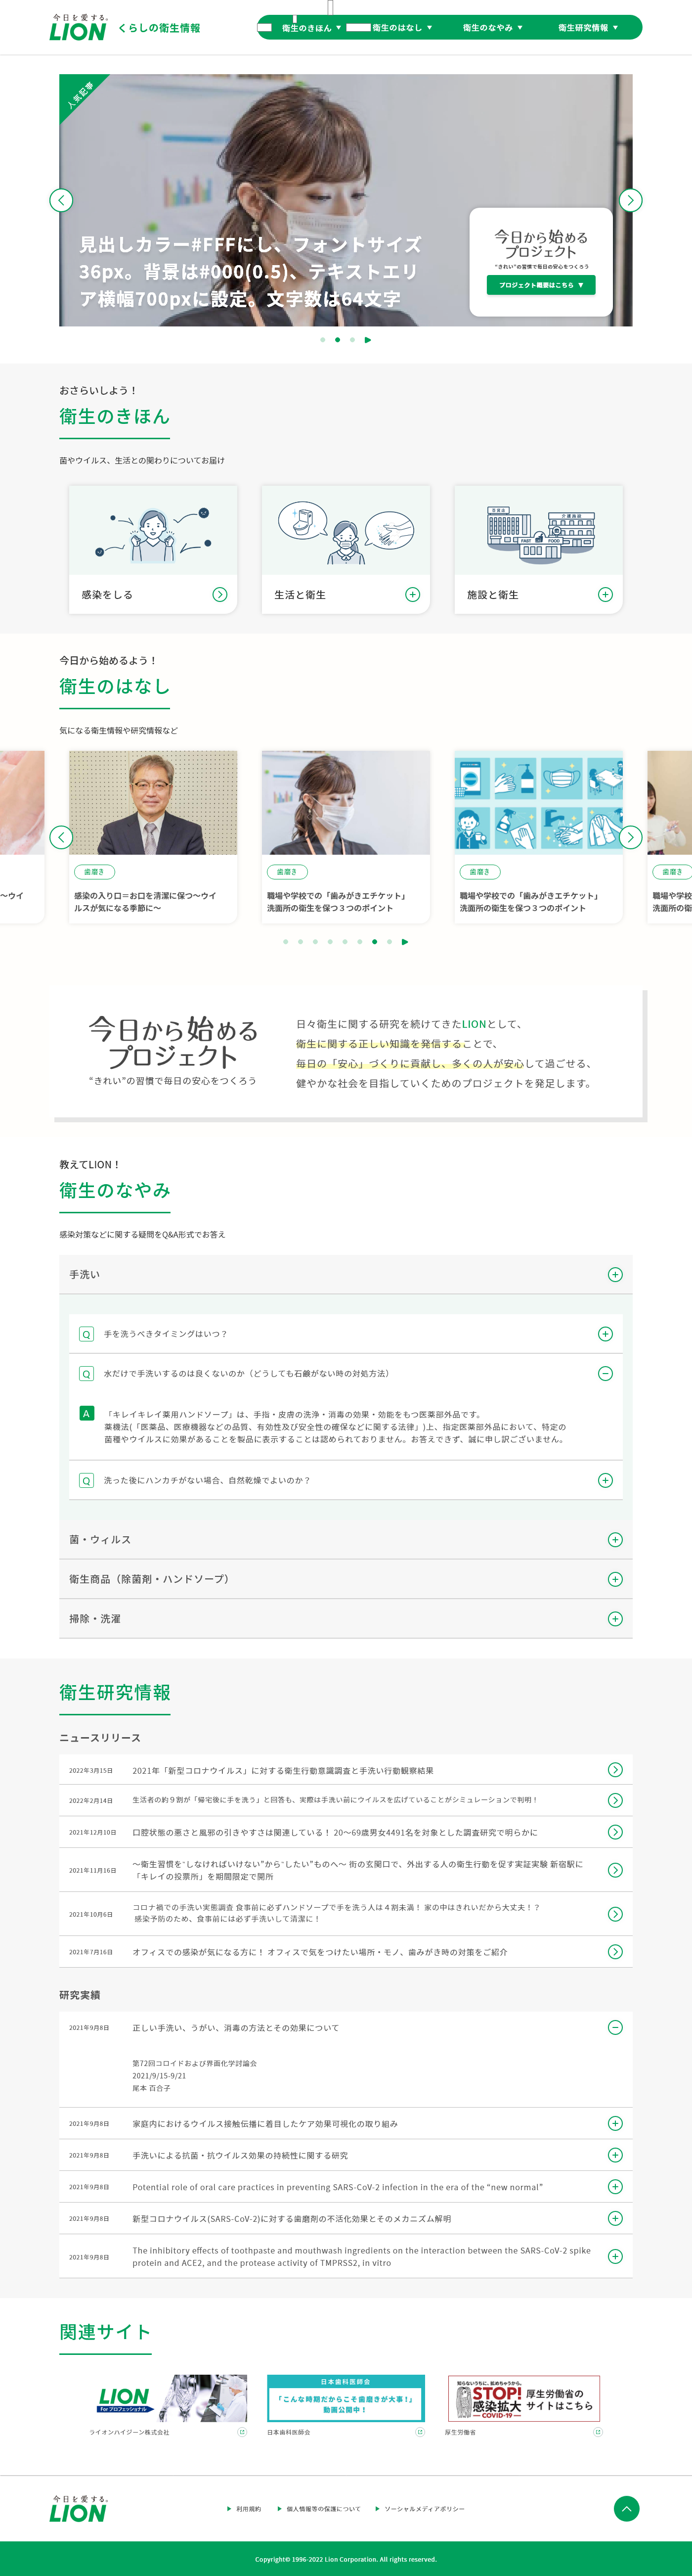 今日を愛する。
LION
くらしの衛生情報
衛生のきほん ▼
衛生のはなし ▼
衛生のなやみ ▼
衛生研究情報 ▼
人気記事
見出しカラー#FFFにし、フォントサイズ
36px。背景は#000(0.5)、テキストエリ
ア横幅700pxに設定。文字数は64文字
今日から始める
プロジェクト
“きれい”の習慣で毎日の安心をつくろう
プロジェクト概要はこちら ▼
おさらいしよう！
衛生のきほん
菌やウイルス、生活との関わりについてお届け
感染をしる
生活と衛生
施設と衛生
介護施設
FAST FOOD
今日から始めるよう！
衛生のはなし
気になる衛生情報や研究情報など
〜ウイ
歯磨き
感染の入り口＝お口を清潔に保つ〜ウイ
ルスが気になる季節に〜
歯磨き
職場や学校での「歯みがきエチケット」
洗面所の衛生を保つ３つのポイント
歯磨き
職場や学校での「歯みがきエチケット」
洗面所の衛生を保つ３つのポイント
歯磨き
職場や学校
洗面所の衛
今日から始める
プロジェクト
“きれい”の習慣で毎日の安心をつくろう
日々衛生に関する研究を続けてきたLIONとして、
衛生に関する正しい知識を発信することで、
毎日の「安心」づくりに貢献し、多くの人が安心して過ごせる、
健やかな社会を目指していくためのプロジェクトを発足します。
教えてLION！
衛生のなやみ
感染対策などに関する疑問をQ&A形式でお答え
手洗い
Q 手を洗うべきタイミングはいつ？
Q 水だけで手洗いするのは良くないのか（どうしても石鹸がない時の対処方法）
A 「キレイキレイ薬用ハンドソープ」は、手指・皮膚の洗浄・消毒の効果・効能をもつ医薬部外品です。
薬機法(「医薬品、医療機器などの品質、有効性及び安全性の確保などに関する法律」)上、指定医薬部外品において、特定の
菌種やウイルスに効果があることを製品に表示することは認められておりません。お答えできず、誠に申し訳ございません。
Q 洗った後にハンカチがない場合、自然乾燥でよいのか？
菌・ウィルス
衛生商品（除菌剤・ハンドソープ）
掃除・洗濯
衛生研究情報
ニュースリリース
2022年3月15日 2021年「新型コロナウイルス」に対する衛生行動意識調査と手洗い行動観察結果
2022年2月14日 生活者の約９割が「帰宅後に手を洗う」と回答も、実際は手洗い前にウイルスを広げていることがシミュレーションで判明！
2021年12月10日 口腔状態の悪さと風邪の引きやすさは関連している！ 20〜69歳男女4491名を対象とした調査研究で明らかに
2021年11月16日 〜衛生習慣を“しなければいけない”から“したい”ものへ〜 街の玄関口で、外出する人の衛生行動を促す実証実験 新宿駅に
「キレイの投票所」を期間限定で開所
2021年10月6日 コロナ禍での手洗い実態調査 食事前に必ずハンドソープで手を洗う人は４割未満！ 家の中はきれいだから大丈夫！？
感染予防のため、食事前には必ず手洗いして清潔に！
2021年7月16日 オフィスでの感染が気になる方に！ オフィスで気をつけたい場所・モノ、歯みがき時の対策をご紹介
研究実績
2021年9月8日 正しい手洗い、うがい、消毒の方法とその効果について
第72回コロイドおよび界面化学討論会
2021/9/15-9/21
尾本 百合子
2021年9月8日 家庭内におけるウイルス接触伝播に着目したケア効果可視化の取り組み
2021年9月8日 手洗いによる抗菌・抗ウイルス効果の持続性に関する研究
2021年9月8日 Potential role of oral care practices in preventing SARS-CoV-2 infection in the era of the “new normal”
2021年9月8日 新型コロナウイルス(SARS-CoV-2)に対する歯磨剤の不活化効果とそのメカニズム解明
2021年9月8日 The inhibitory effects of toothpaste and mouthwash ingredients on the interaction between the SARS-CoV-2 spike
protein and ACE2, and the protease activity of TMPRSS2, in vitro
関連サイト
LION
For プロフェッショナル
ライオンハイジーン株式会社
日本歯科医師会
「こんな時期だからこそ歯磨きが大事！」
動画公開中！
日本歯科医師会
知らないうちに、拡めちゃうから。
STOP!
感染拡大
COVID-19
厚生労働省の
サイトはこちら
厚生労働省
今日を愛する。
LION
利用規約
個人情報等の保護について
ソーシャルメディアポリシー
Copyright© 1996-2022 Lion Corporation. All rights reserved.